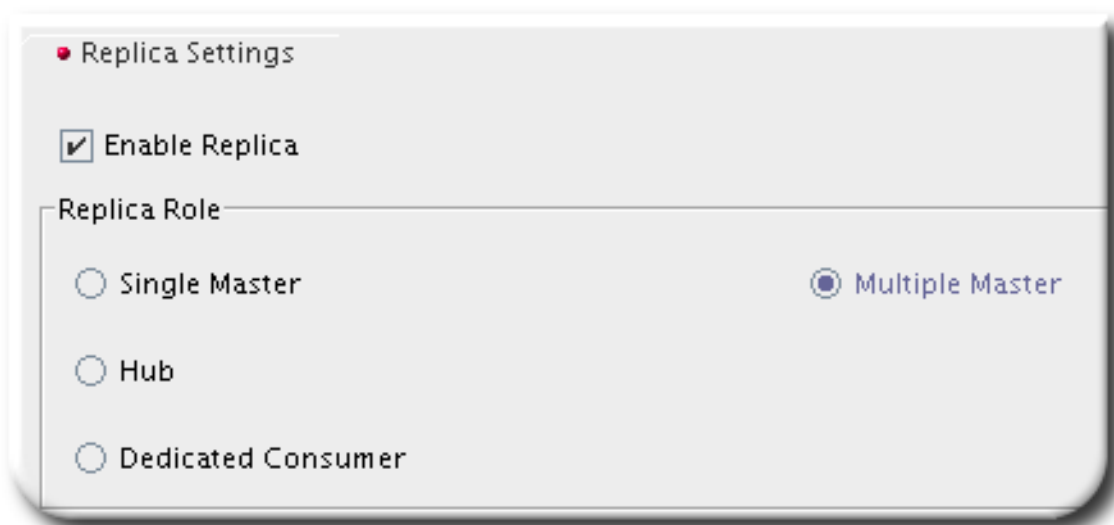 Replica Settings
Enable Replica
Replica Role
Single Master
Multiple Master
Hub
Dedicated Consumer